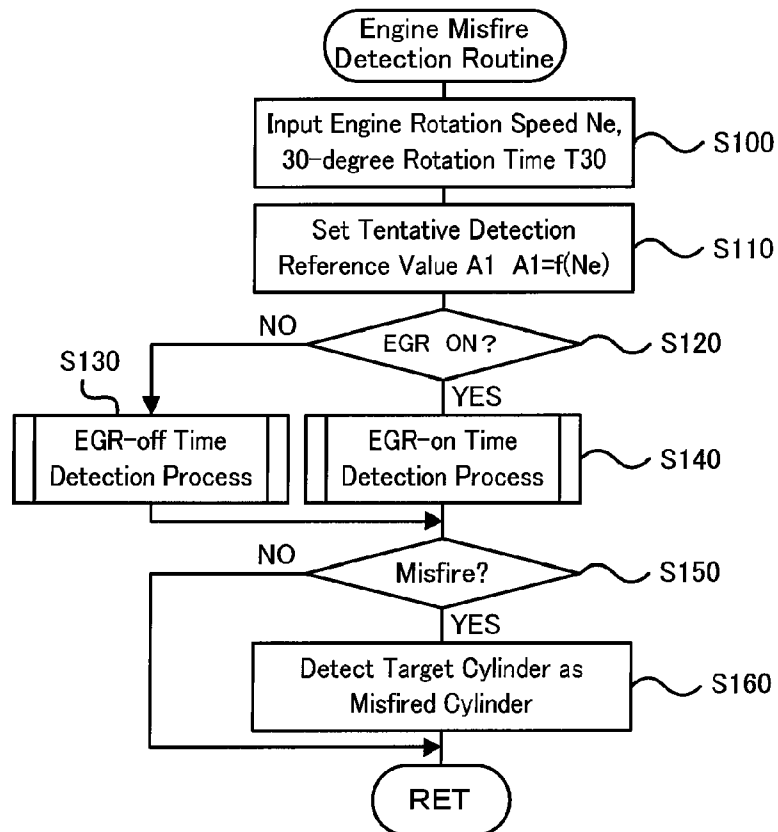 Engine Misfire
Detection Routine
Input Engine Rotation Speed Ne,
30-degree Rotation Time T30
S100
Set Tentative Detection
Reference Value A1 A1=f(Ne)
S110
NO
EGR ON?
S120
S130
YES
EGR-off Time
Detection Process
EGR-on Time
Detection Process
S140
NO
Misfire?
S150
YES
Detect Target Cylinder as
Misfired Cylinder
S160
RET